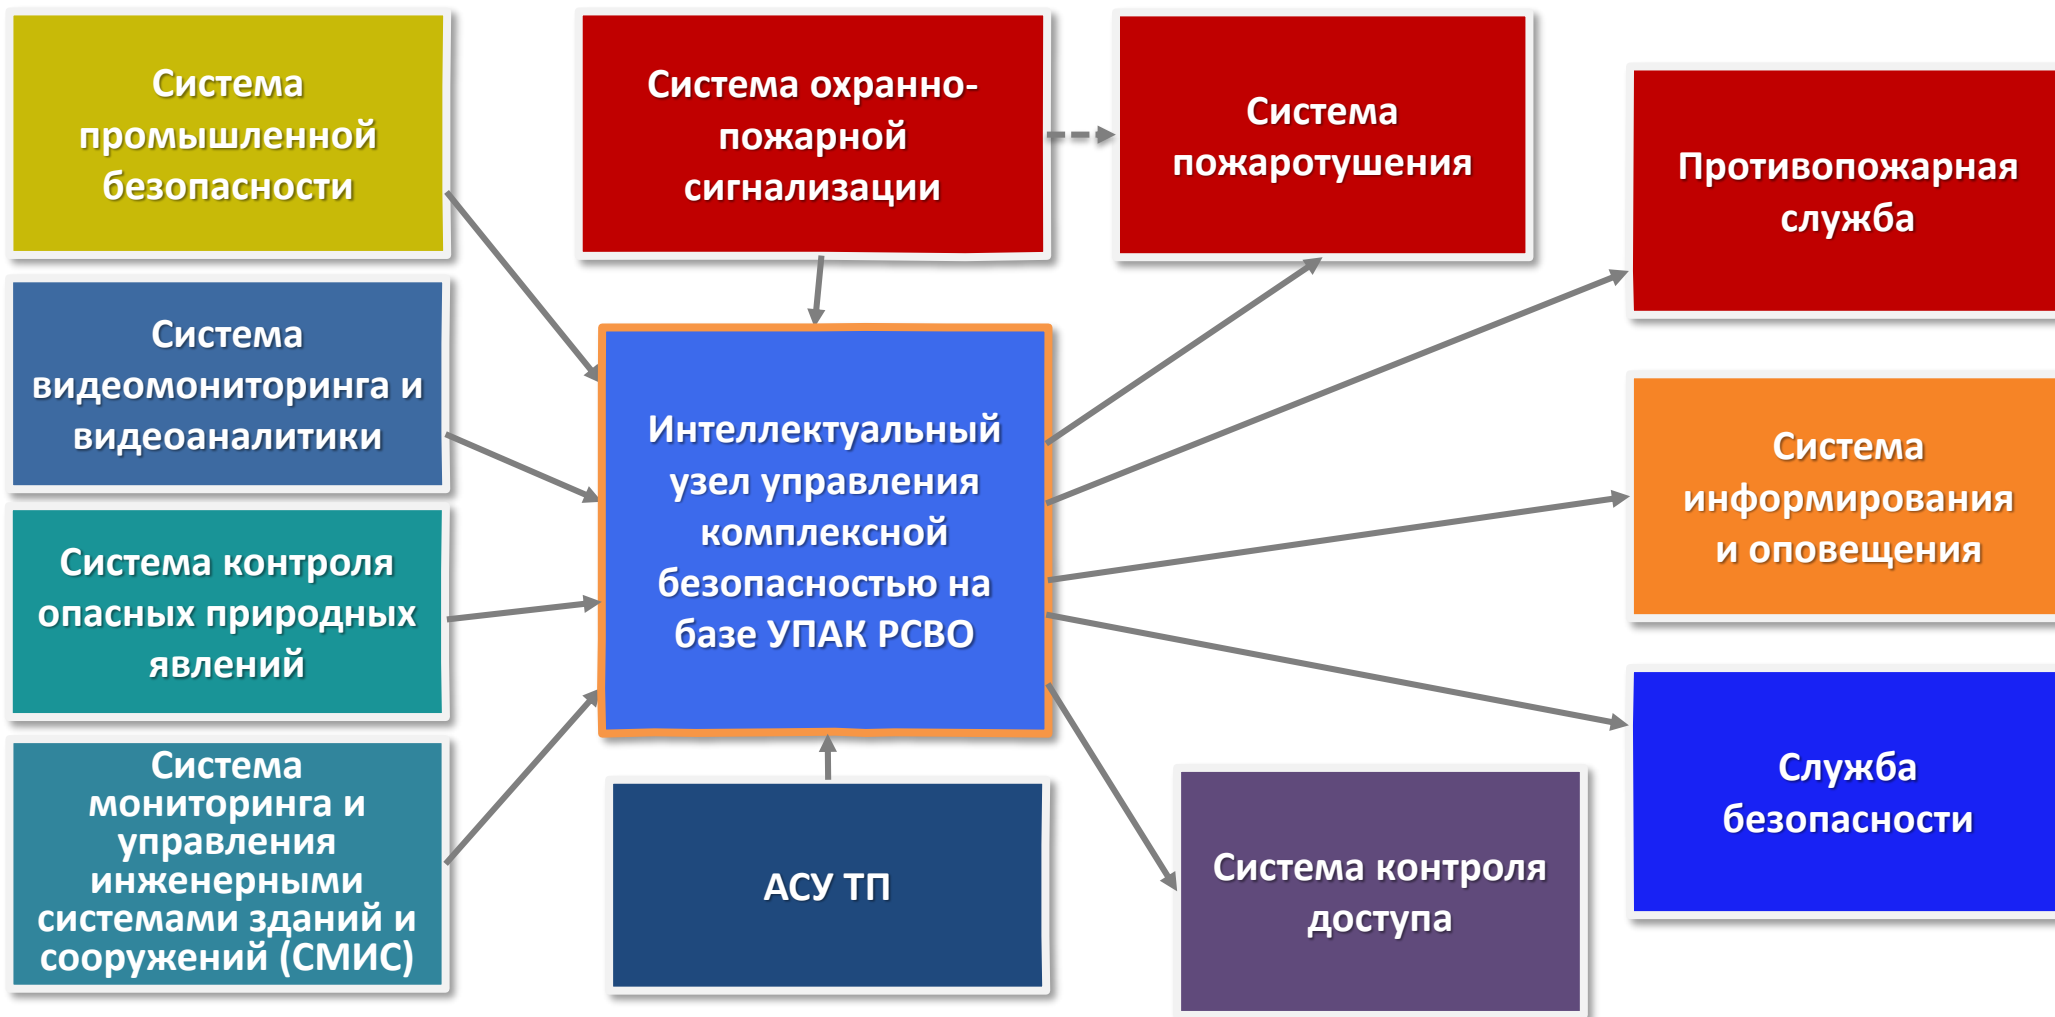 Система
промышленной
безопасности
Система охранно-
пожарной
сигнализации
Система
пожаротушения
Противопожарная
служба
Система
видеомониторинга и
видеоаналитики
Интеллектуальный
узел управления
комплексной
безопасностью на
базе УПАК РСВО
Система
информирования
и оповещения
Система контроля
опасных природных
явлений
Система
мониторинга и
управления
инженерными
системами зданий и
сооружений (СМИС)
АСУ ТП
Система контроля
доступа
Служба
безопасности